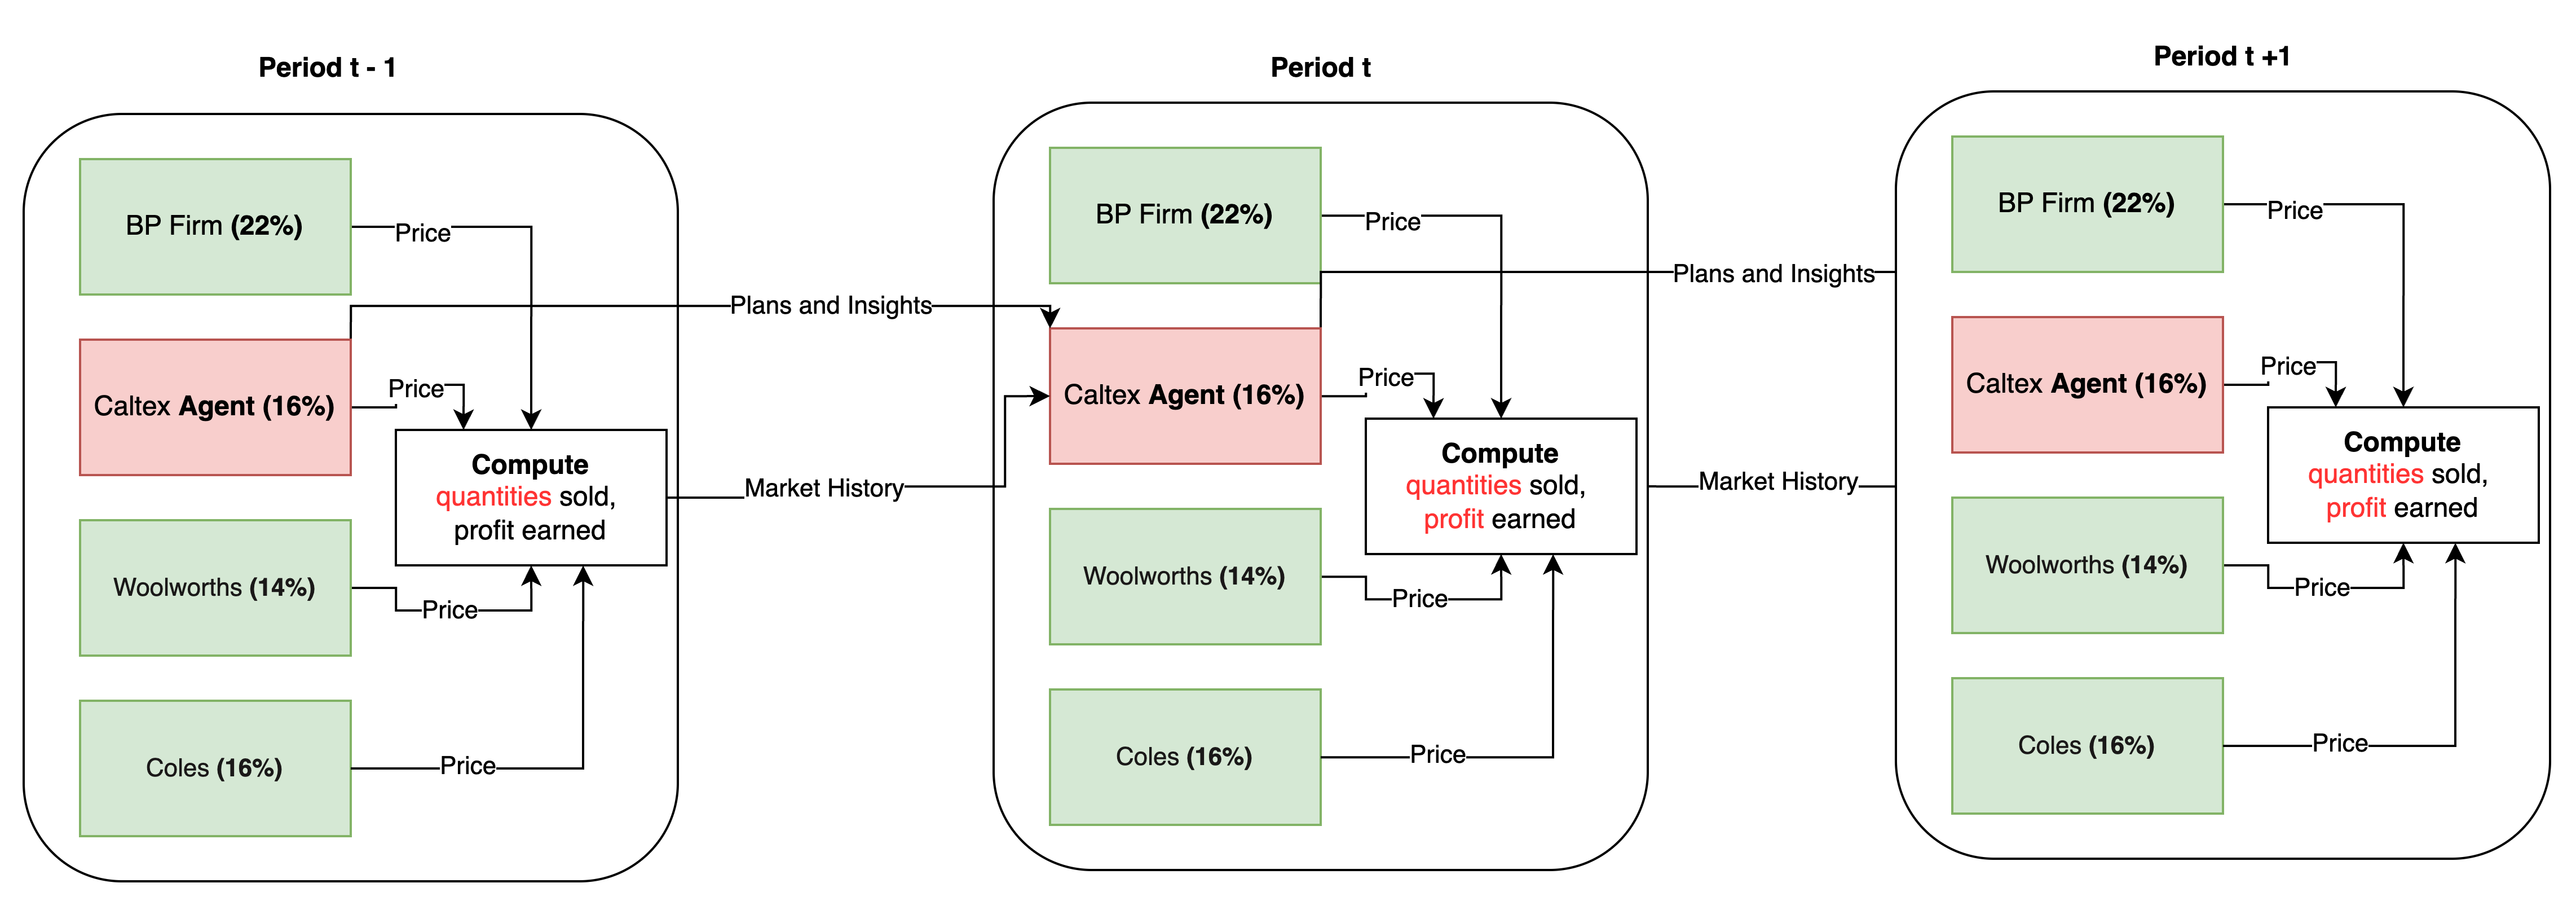 Period t - 1
BP Firm (22%)
Price
Caltex Agent (16%)
Price
Compute
quantities sold,
profit earned
Woolworths (14%)
Price
Coles (16%)
Price
Plans and Insights
Market History
Period t
BP Firm (22%)
Price
Caltex Agent (16%)
Price
Compute
quantities sold,
profit earned
Woolworths (14%)
Price
Coles (16%)
Price
Plans and Insights
Market History
Period t +1
BP Firm (22%)
Price
Caltex Agent (16%)
Price
Compute
quantities sold,
profit earned
Woolworths (14%)
Price
Coles (16%)
Price